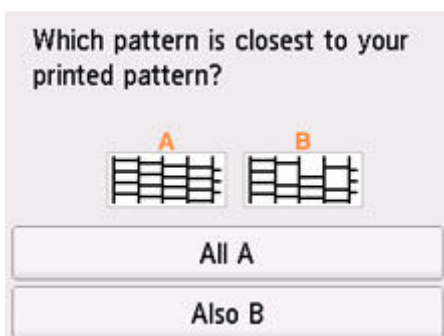 Which pattern is closest to your
printed pattern?
A B
All A
Also B